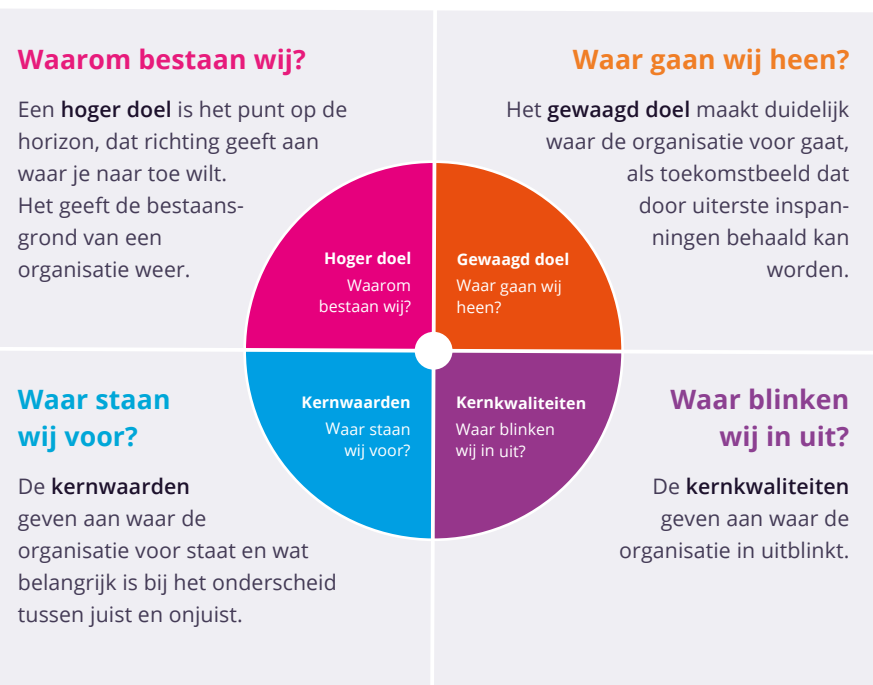 Waarom bestaan wij?
Een hoger doel is het punt op de
horizon, dat richting geeft aan
waar je naar toe wilt.
Het geeft de bestaans-
grond van een
organisatie weer.
Waar gaan wij heen?
Het gewaagd doel maakt duidelijk
waar de organisatie voor gaat,
als toekomstbeeld dat
door uiterste inspan-
ningen behaald kan
worden.
Hoger doel
Waarom
bestaan wij?
Gewaagd doel
Waar gaan wij
heen?
Kernwaarden
Waar staan
wij voor?
Kernkwaliteiten
Waar blinken
wij in uit?
Waar staan
wij voor?
De kernwaarden
geven aan waar de
organisatie voor staat en wat
belangrijk is bij het onderscheid
tussen juist en onjuist.
Waar blinken
wij in uit?
De kernkwaliteiten
geven aan waar de
organisatie in uitblinkt.